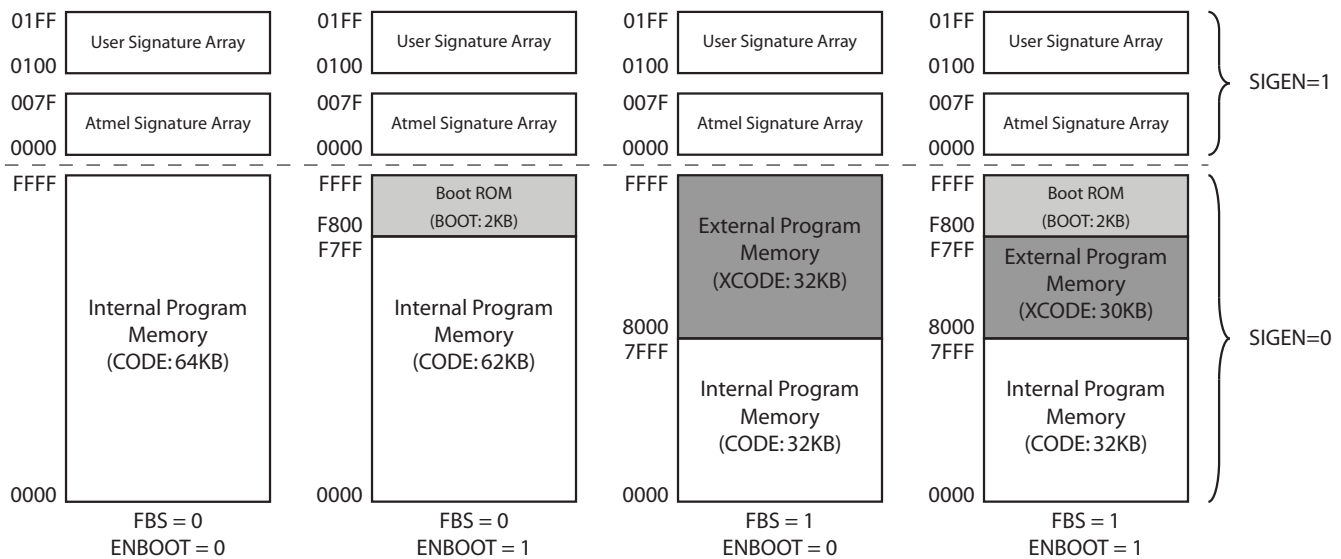 01FF
User Signature Array
0100
007F
Atmel Signature Array
0000
FFFF
Internal Program
Memory
(CODE: 64KB)
0000
FBS = 0
ENBOOT = 0
01FF
User Signature Array
0100
007F
Atmel Signature Array
0000
FFFF
Boot ROM
(BOOT: 2KB)
F800
F7FF
Internal Program
Memory
(CODE: 62KB)
0000
FBS = 0
ENBOOT = 1
01FF
User Signature Array
0100
007F
Atmel Signature Array
0000
FFFF
External Program
Memory
(XCODE: 32KB)
8000
7FFF
Internal Program
Memory
(CODE: 32KB)
0000
FBS = 1
ENBOOT = 0
01FF
User Signature Array
0100
007F
Atmel Signature Array
0000
FFFF
Boot ROM
(BOOT: 2KB)
F800
F7FF
External Program
Memory
(XCODE: 30KB)
8000
7FFF
Internal Program
Memory
(CODE: 32KB)
0000
FBS = 1
ENBOOT = 1
SIGEN=1
SIGEN=0